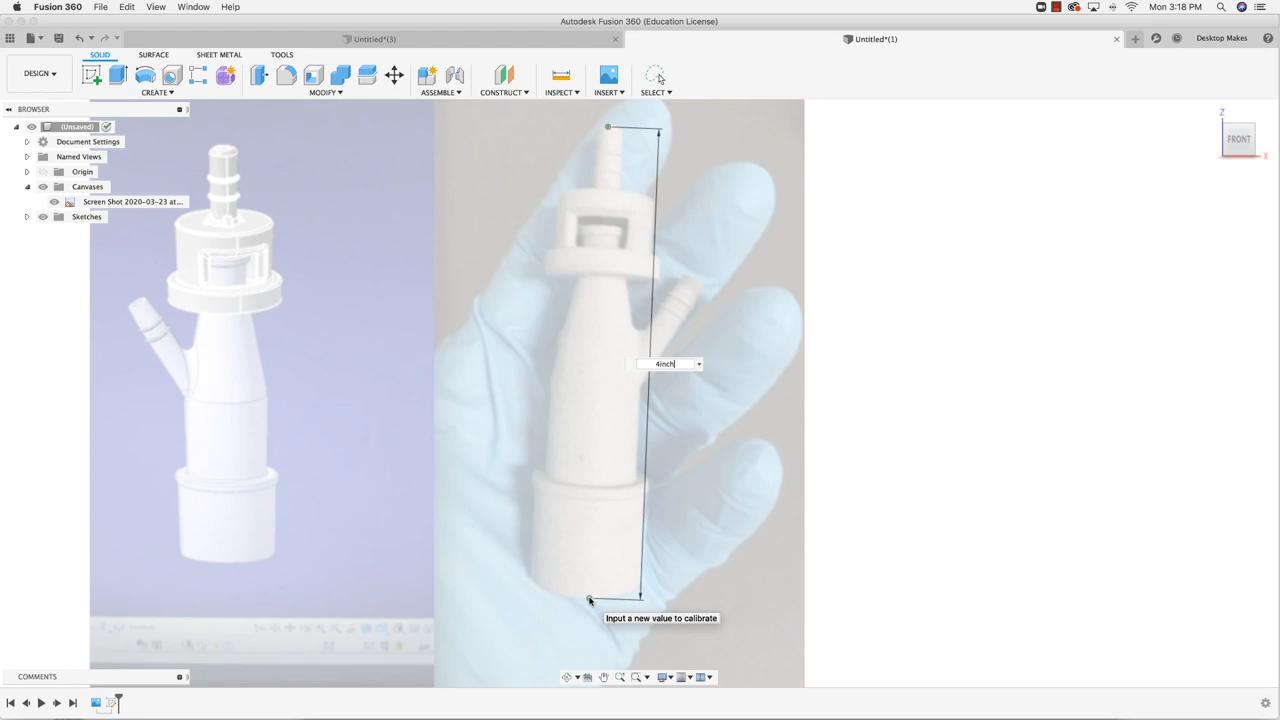 Fusion 360 File Edit View Window Help Mon 3:18 PM
Autodesk Fusion 360 (Education License)
Untitled*(3) Untitled*(1) Desktop Makes
SOLID SURFACE SHEET METAL TOOLS
DESIGN
CREATE MODIFY ASSEMBLE CONSTRUCT INSPECT INSERT SELECT
BROWSER
(Unsaved)
Document Settings
Named Views
Origin
Canvases
Screen Shot 2020-03-23 at...
Sketches
Z
FRONT
X
4inch
Input a new value to calibrate
COMMENTS